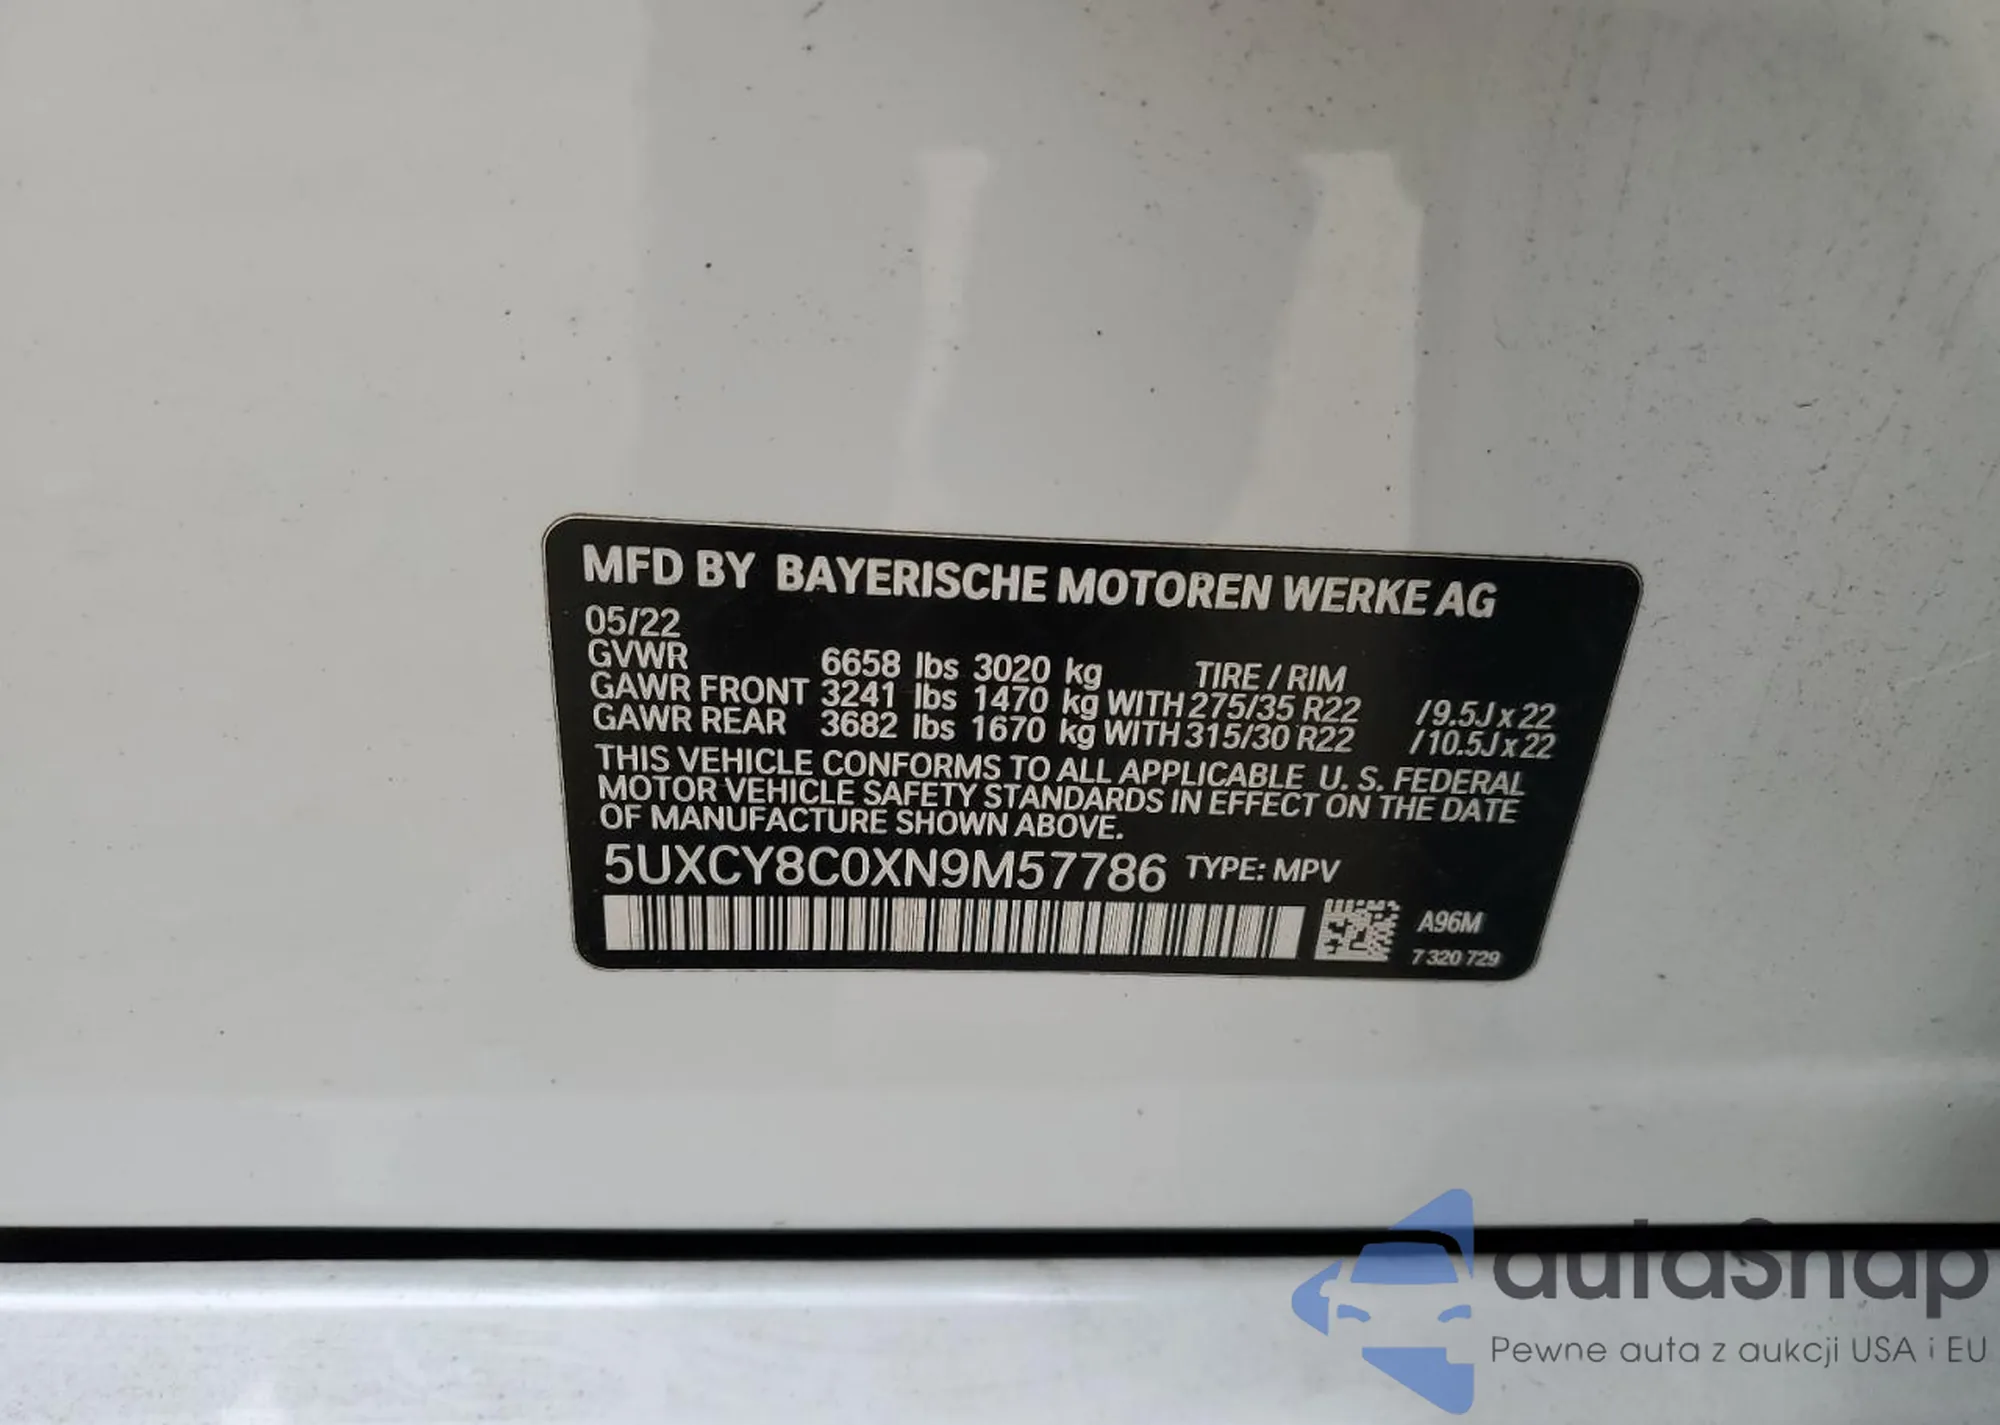 MFD BY BAYERISCHE MOTOREN WERKE AG
05/22
GVWR 6658 lbs 3020 kg TIRE / RIM
GAWR FRONT 3241 lbs 1470 kg WITH 275/35 R22 /9.5J x 22
GAWR REAR 3682 lbs 1670 kg WITH 315/30 R22 /10.5J x 22
THIS VEHICLE CONFORMS TO ALL APPLICABLE U. S. FEDERAL
MOTOR VEHICLE SAFETY STANDARDS IN EFFECT ON THE DATE
OF MANUFACTURE SHOWN ABOVE.
5UXCY8C0XN9M57786 TYPE: MPV
A96M
7 320 729
autaSnap
Pewne auta z aukcji USA i EU